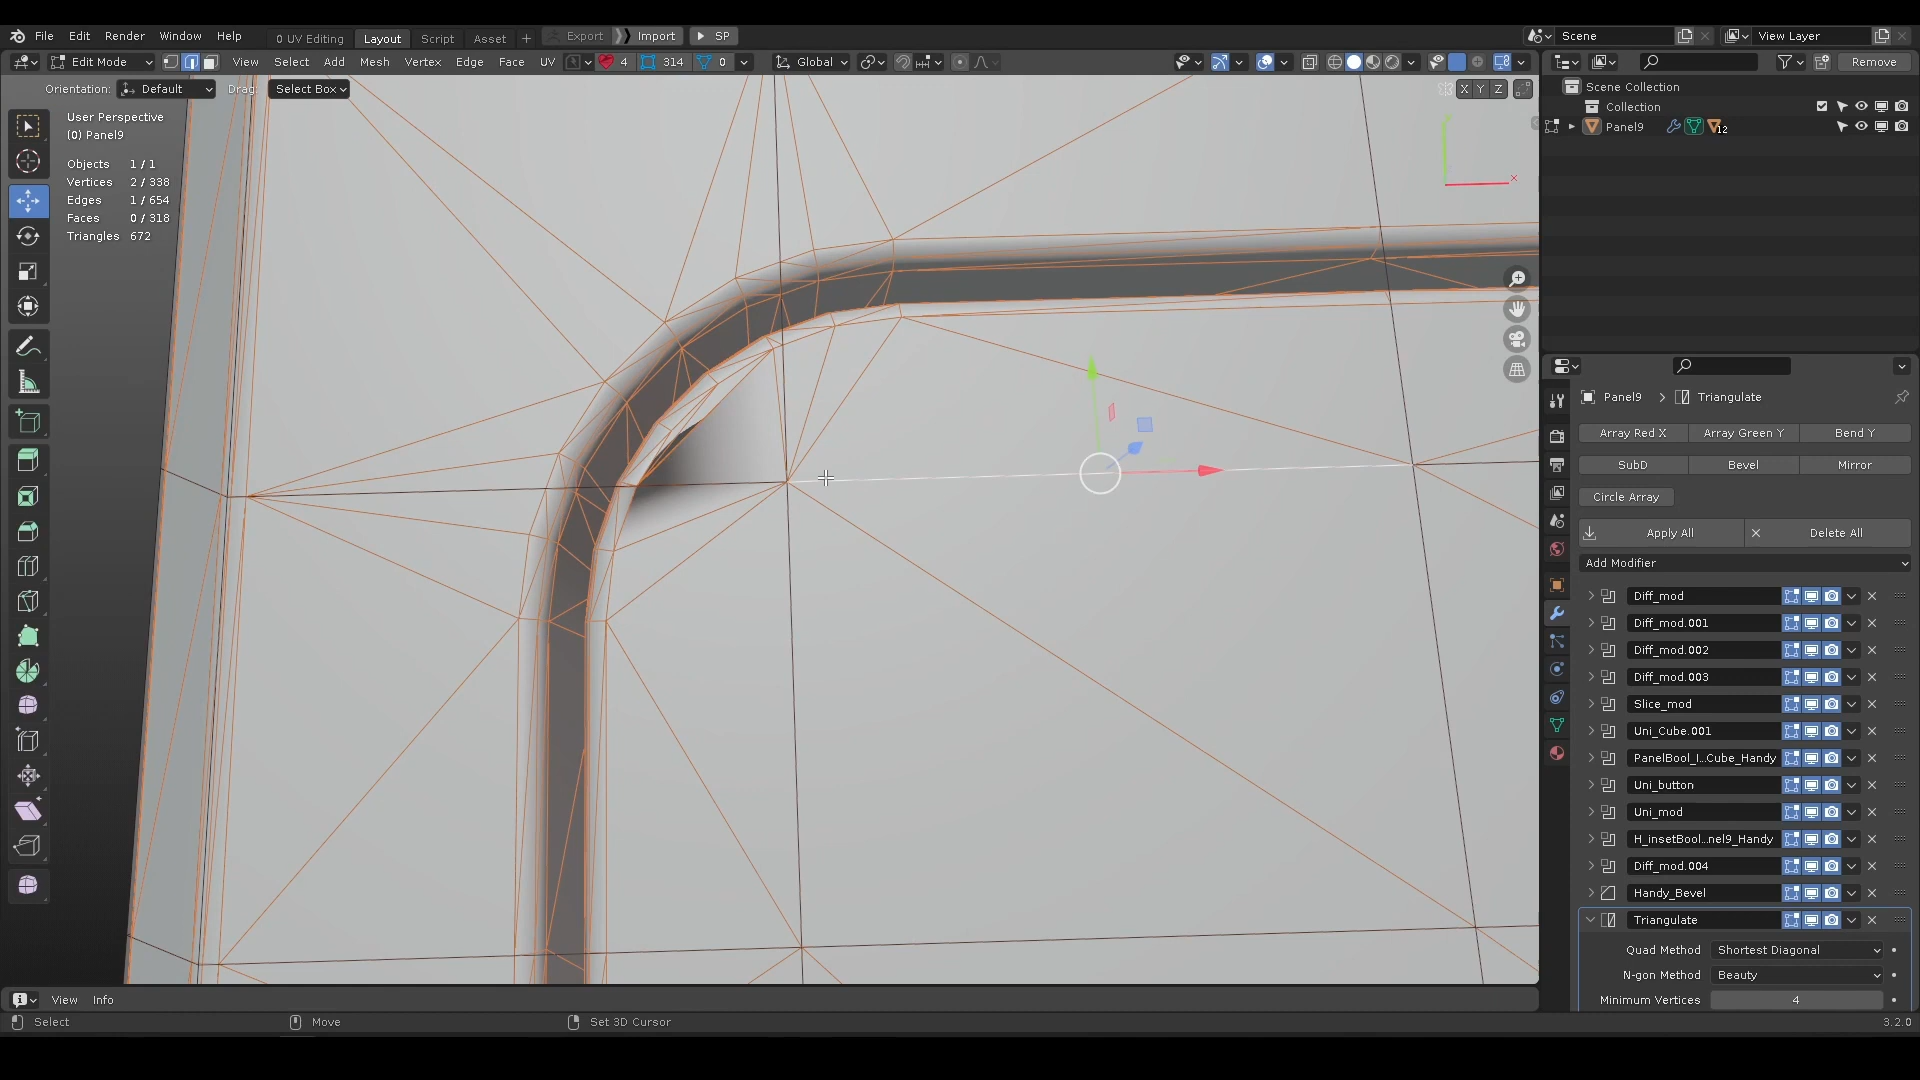 File Edit Render Window Help 0 UV Editing Layout Script Asset + Export Import SP Scene View Layer
Edit Mode View Select Add Mesh Vertex Edge Face UV 4 314 0 Global Remove
Orientation: Default Drag: Select Box X Y Z
User Perspective
(0) Panel9
Objects 1 / 1
Vertices 2 / 338
Edges 1 / 654
Faces 0 / 318
Triangles 672
Scene Collection
Collection
Panel9 12
Panel9 > Triangulate
Array Red X Array Green Y Bend Y
SubD Bevel Mirror
Circle Array
Apply All Delete All
Add Modifier
Diff_mod
Diff_mod.001
Diff_mod.002
Diff_mod.003
Slice_mod
Uni_Cube.001
PanelBool_I...Cube_Handy
Uni_button
Uni_mod
H_insetBool...nel9_Handy
Diff_mod.004
Handy_Bevel
Triangulate
Quad Method Shortest Diagonal
N-gon Method Beauty
Minimum Vertices 4
View Info
Select Move Set 3D Cursor 3.2.0